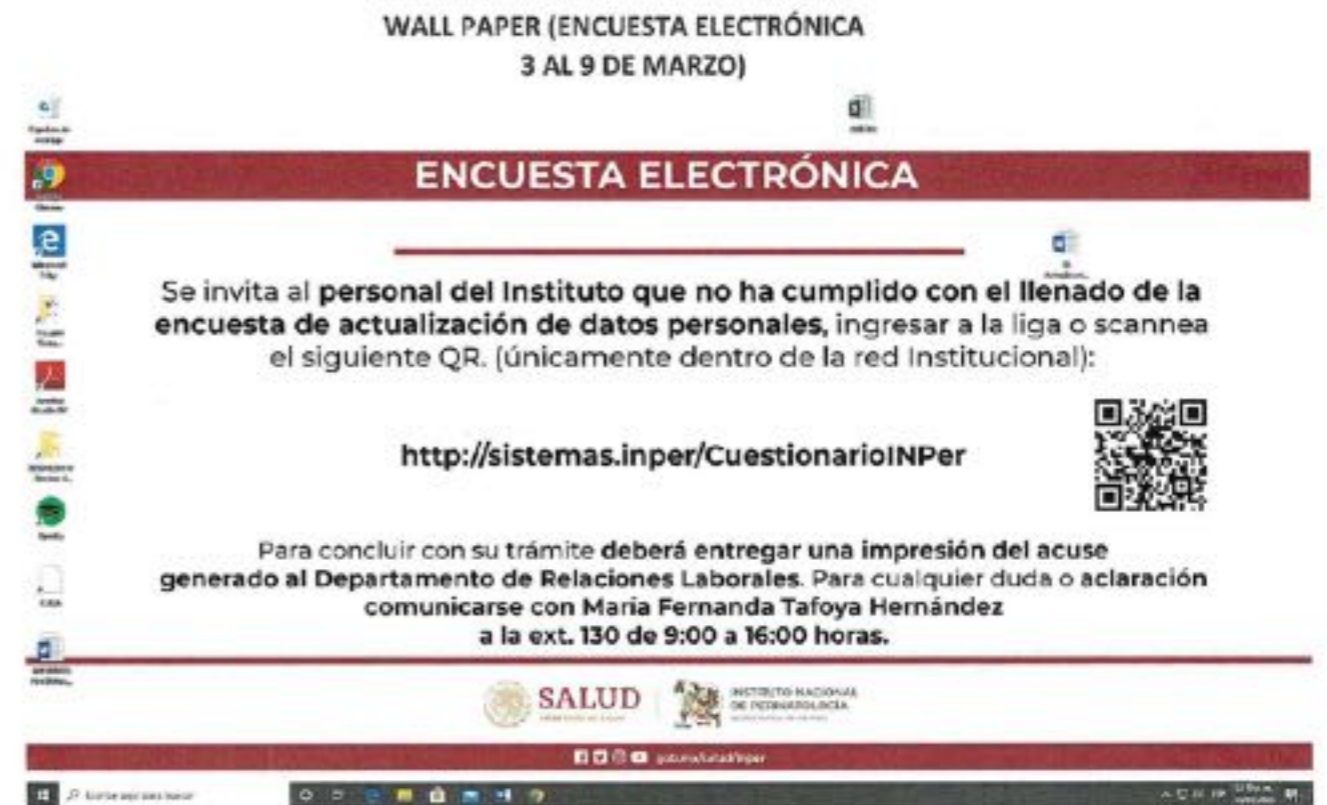 WALL PAPER (ENCUESTA ELECTRÓNICA
3 AL 9 DE MARZO)
ENCUESTA ELECTRÓNICA
Se invita al personal del Instituto que no ha cumplido con el llenado de la
encuesta de actualización de datos personales, ingresar a la liga o scannea
el siguiente QR. (únicamente dentro de la red Institucional):
http://sistemas.inper/CuestionarioINPer
Para concluir con su trámite deberá entregar una impresión del acuse
generado al Departamento de Relaciones Laborales. Para cualquier duda o aclaración
comunicarse con María Fernanda Tafoya Hernández
a la ext. 130 de 9:00 a 16:00 horas.
SALUD
INSTITUTO NACIONAL
DE PERINATOLOGÍA